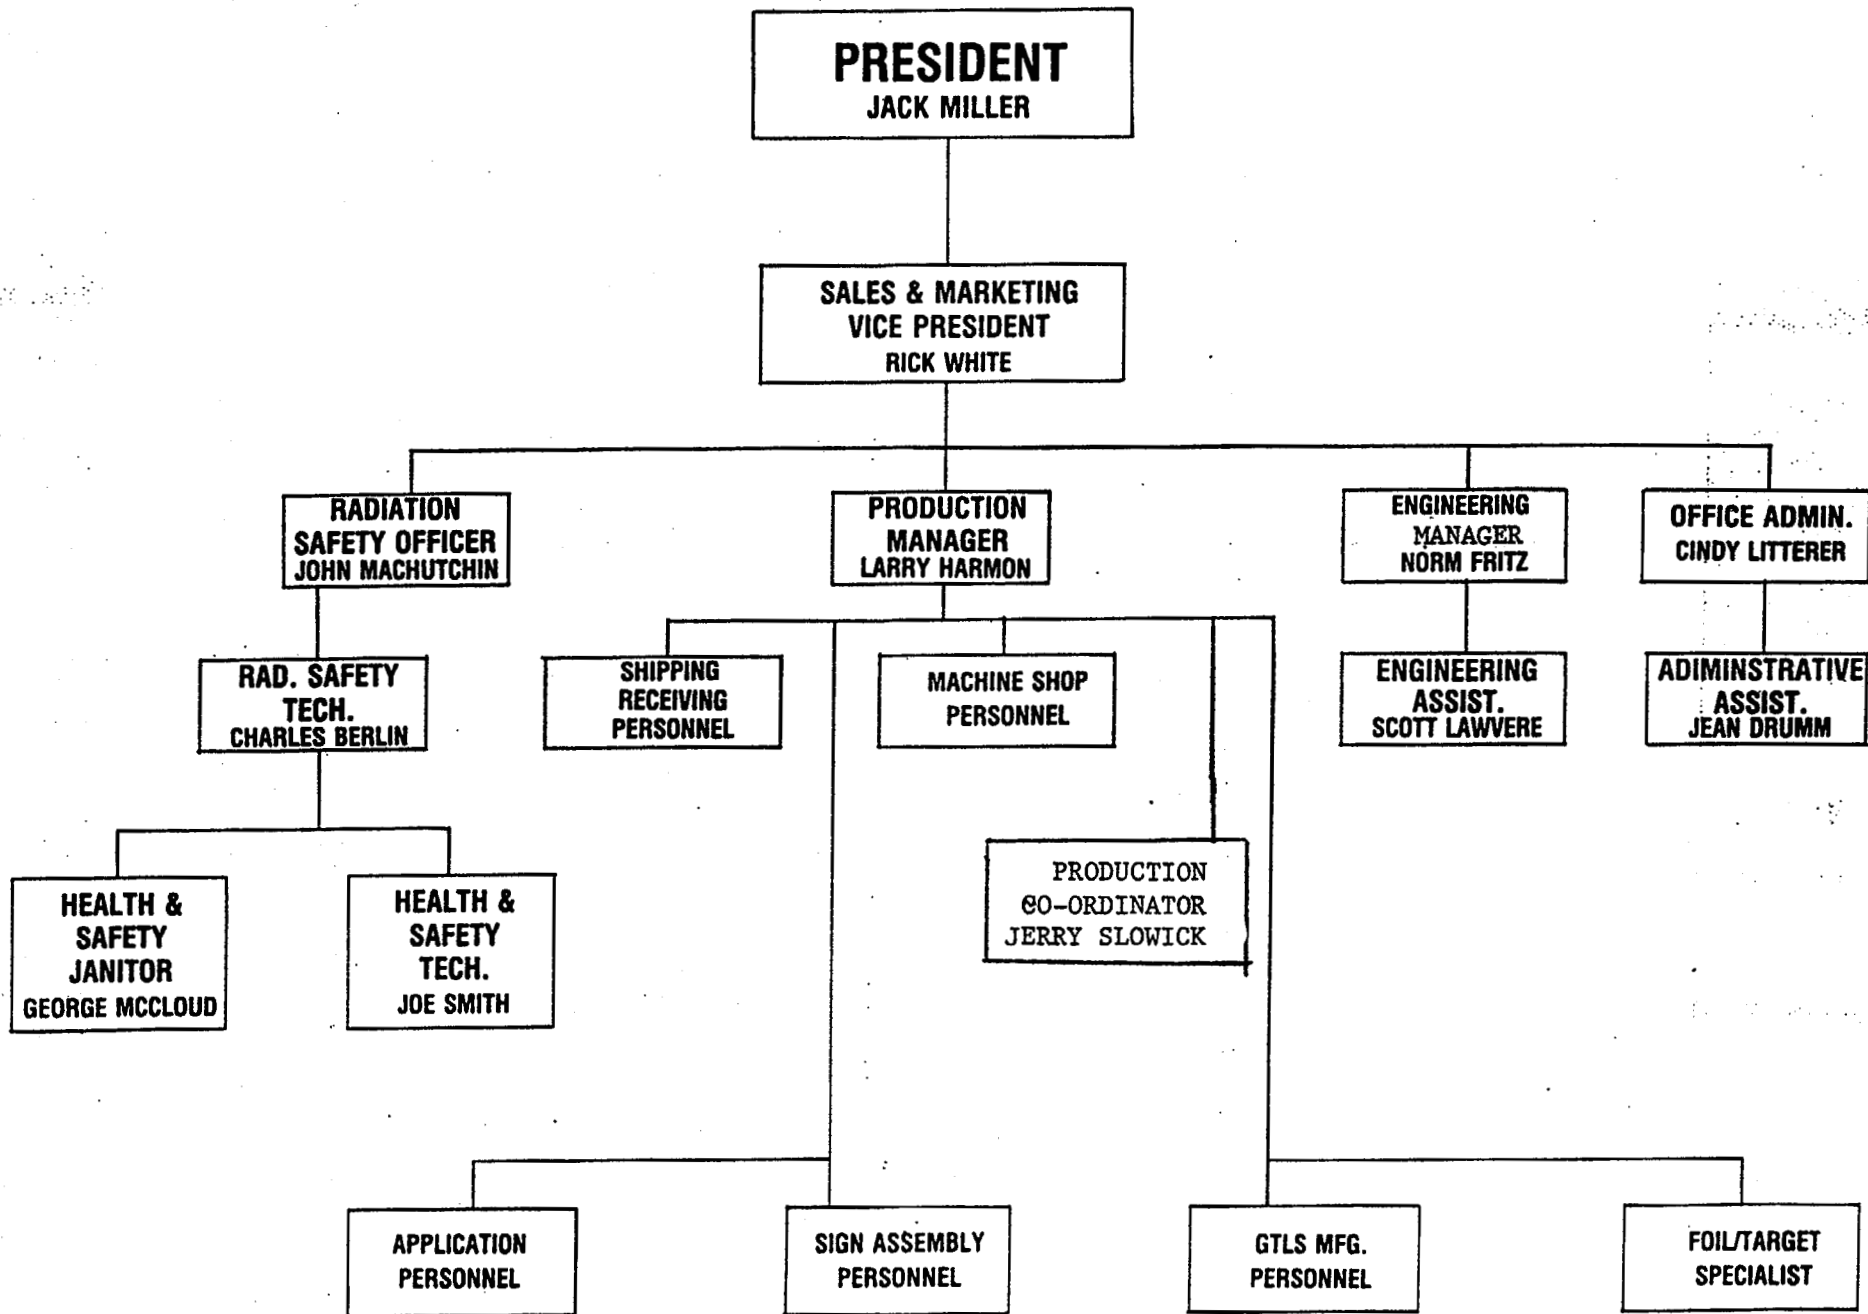 PRESIDENT
JACK MILLER
SALES & MARKETING
VICE PRESIDENT
RICK WHITE
RADIATION
SAFETY OFFICER
JOHN MACHUTCHIN
PRODUCTION
MANAGER
LARRY HARMON
ENGINEERING
MANAGER
NORM FRITZ
OFFICE ADMIN.
CINDY LITTERER
RAD. SAFETY
TECH.
CHARLES BERLIN
SHIPPING
RECEIVING
PERSONNEL
MACHINE SHOP
PERSONNEL
ENGINEERING
ASSIST.
SCOTT LAWVERE
ADIMINSTRATIVE
ASSIST.
JEAN DRUMM
PRODUCTION
CO-ORDINATOR
JERRY SLOWICK
HEALTH &
SAFETY
JANITOR
GEORGE MCCLOUD
HEALTH &
SAFETY
TECH.
JOE SMITH
APPLICATION
PERSONNEL
SIGN ASSEMBLY
PERSONNEL
GTLS MFG.
PERSONNEL
FOIL/TARGET
SPECIALIST